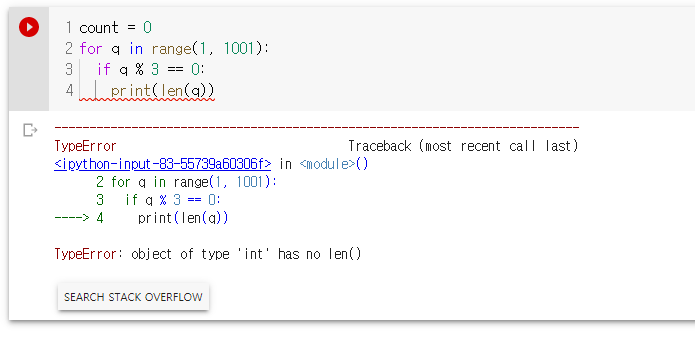 1 count = 0
2 for q in range(1, 1001):
3 if q % 3 == 0:
4 print(len(q))
---------------------------------------------------------------------------
TypeError Traceback (most recent call last)
<ipython-input-83-55739a60306f> in <module>()
2 for q in range(1, 1001):
3 if q % 3 == 0:
----> 4 print(len(q))
TypeError: object of type 'int' has no len()
SEARCH STACK OVERFLOW